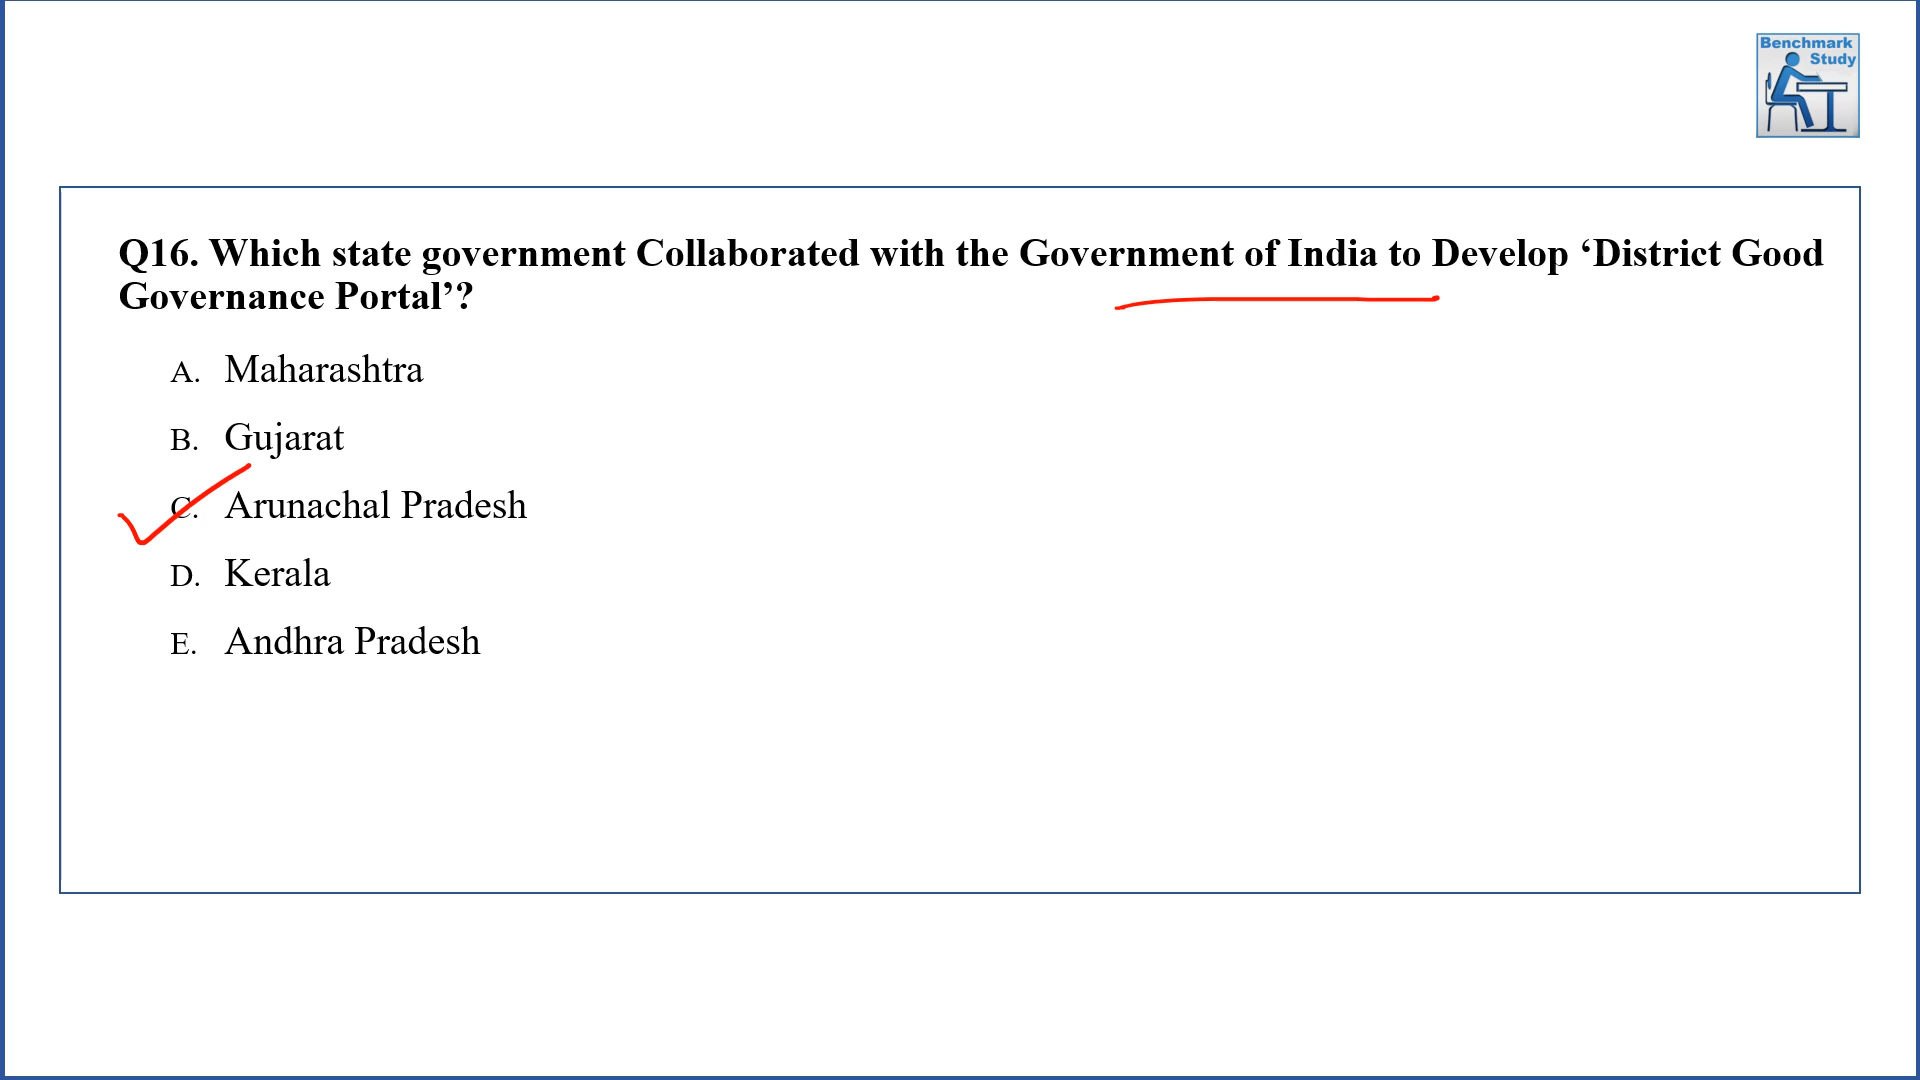 Benchmark
Study
Q16. Which state government Collaborated with the Government of India to Develop ‘District Good
Governance Portal’?
A. Maharashtra
B. Gujarat
C. Arunachal Pradesh
D. Kerala
E. Andhra Pradesh